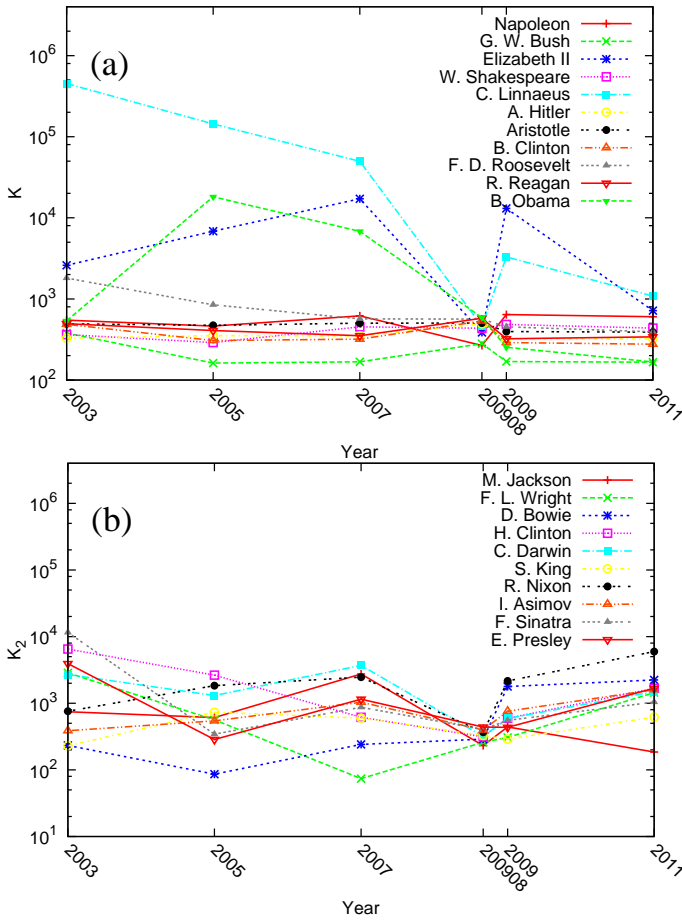 (a)
Napoleon
G. W. Bush
Elizabeth II
W. Shakespeare
C. Linnaeus
A. Hitler
Aristotle
B. Clinton
F. D. Roosevelt
R. Reagan
B. Obama
10^6
10^5
10^4
10^3
10^2
K
2003
2005
2007
200908
2009
2011
Year
(b)
M. Jackson
F. L. Wright
D. Bowie
H. Clinton
C. Darwin
S. King
R. Nixon
I. Asimov
F. Sinatra
E. Presley
10^6
10^5
10^4
10^3
10^2
10^1
K_2
2003
2005
2007
200908
2009
2011
Year